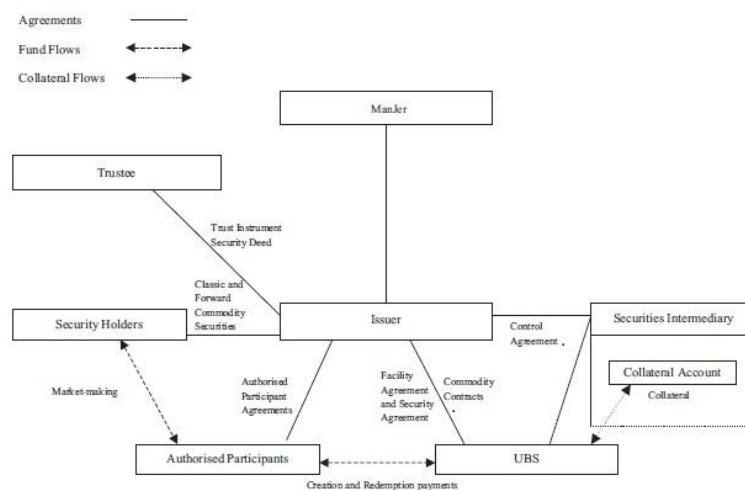 Agreements
Fund Flows
Collateral Flows
ManJer
Trustee
Trust Instrument
Security Deed
Classic and
Forward
Commodity
Securities
Security Holders
Issuer
Control
Agreement
Securities Intermediary
Collateral Account
Collateral
Market-making
Authorised
Participant
Agreements
Facility
Agreement
and Security
Agreement
Commodity
Contracts
Authorised Participants
UBS
Creation and Redemption payments